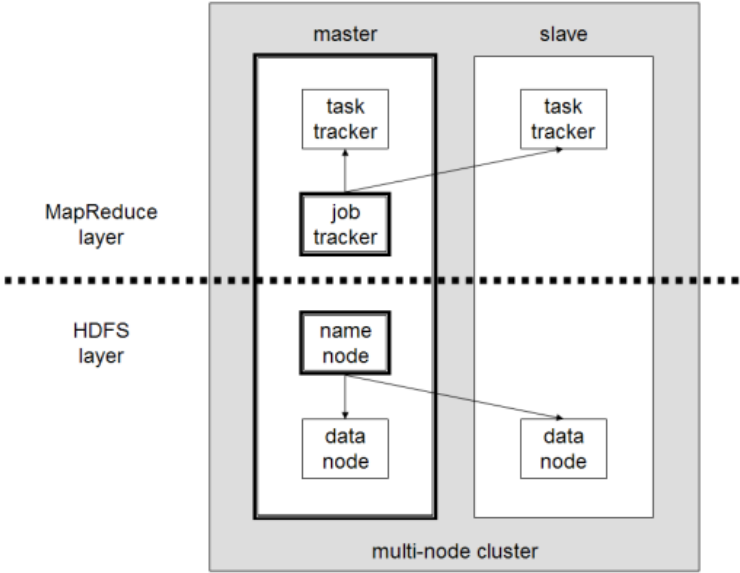 master
slave
task
tracker
task
tracker
MapReduce
layer
job
tracker
HDFS
layer
name
node
data
node
data
node
multi-node cluster